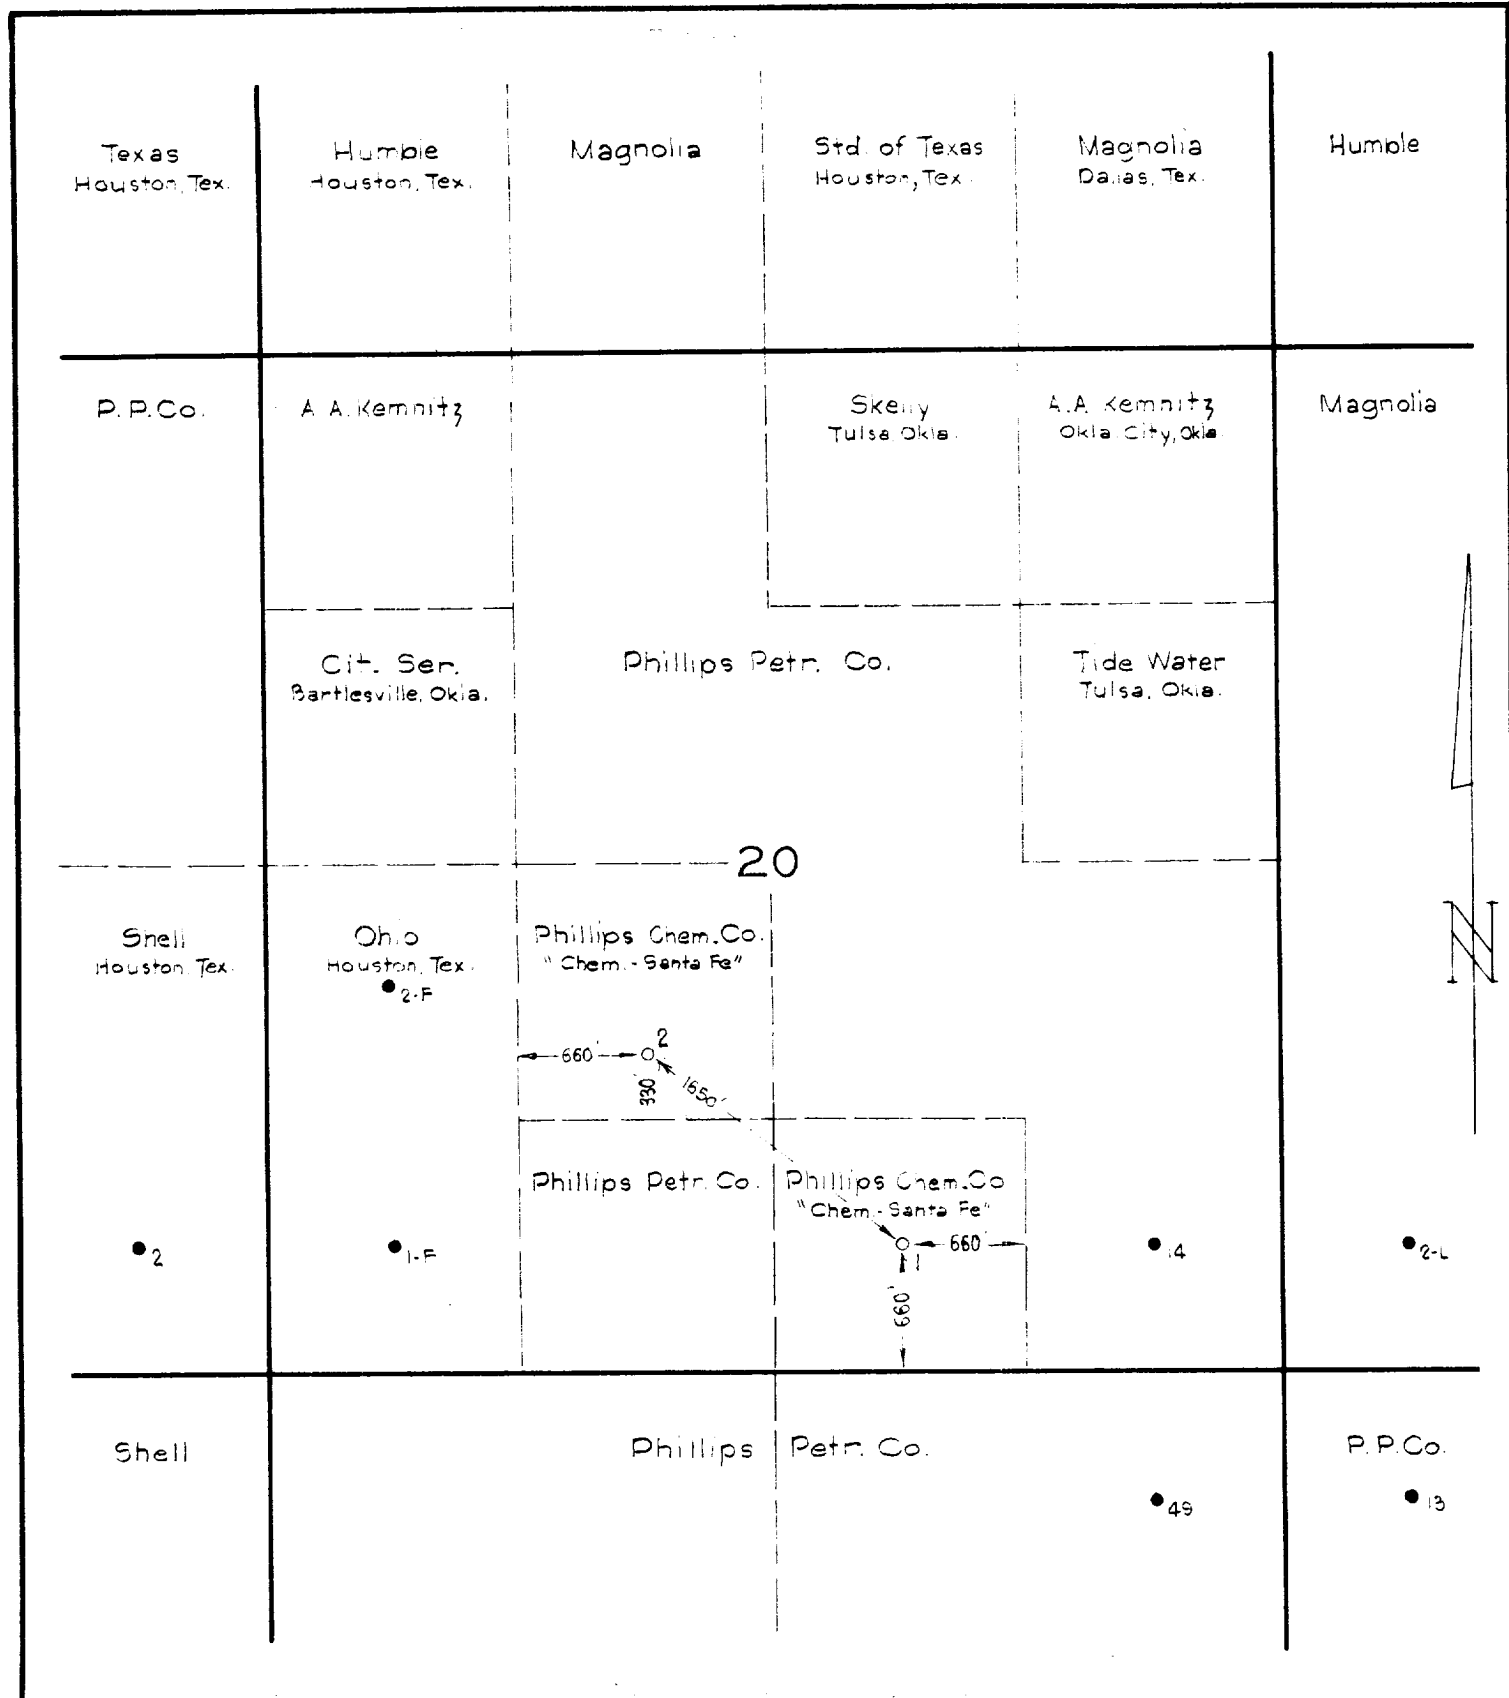 Texas
Houston, Tex.
Humble
Houston, Tex.
Magnolia
Std. of Texas
Houston, Tex.
Magnolia
Dallas, Tex.
Humble
P.P.Co.
A.A. Kemnitz
Skelly
Tulsa, Okla.
A.A. Kemnitz
Okla. City, Okla.
Magnolia
Cit. Ser.
Bartlesville, Okla.
Phillips Petr. Co.
Tide Water
Tulsa, Okla.
20
Shell
Houston, Tex.
Ohio
Houston, Tex.
2-F
Phillips Chem. Co.
"Chem.-Santa Fe"
660'
2
330'
1650'
N
Phillips Petr. Co.
Phillips Chem. Co
"Chem.-Santa Fe"
2
1-F
1
660'
660'
14
2-L
Shell
Phillips Petr. Co.
P.P.Co.
49
13